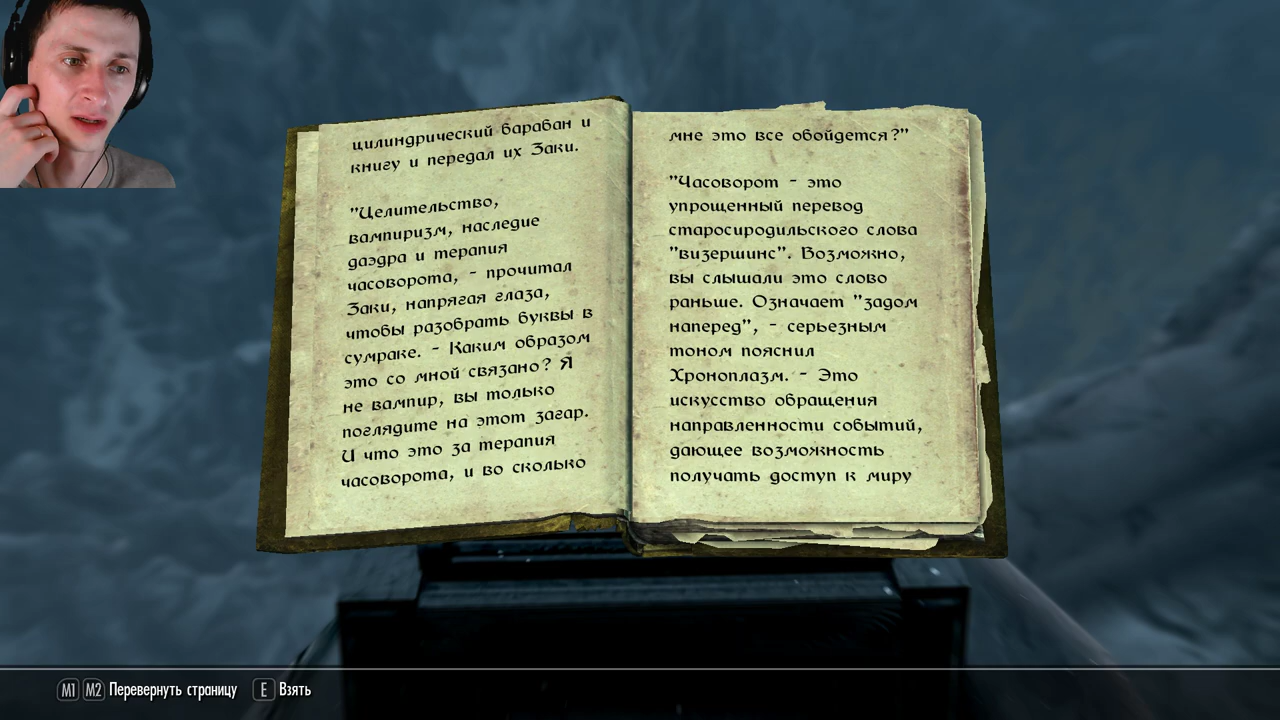 цилиндрический барабан и
книгу и передал их Заки.
"Целительство,
вампиризм, наследие
даэдра и терапия
часоворота, - прочитал
Заки, напрягая глаза,
чтобы разобрать буквы в
сумраке. - Каким образом
это со мной связано? Я
не вампир, вы только
поглядите на этот загар.
И что это за терапия
часоворота, и во сколько
мне это все обойдется?"
"Часоворот - это
упрощенный перевод
старосиродильского слова
"визершинс". Возможно,
вы слышали это слово
раньше. Означает "задом
наперед", - серьезным
тоном пояснил
Хроноплазм. - Это
искусство обращения
направленности событий,
дающее возможность
получать доступ к миру
M1 M2 Перевернуть страницу E Взять